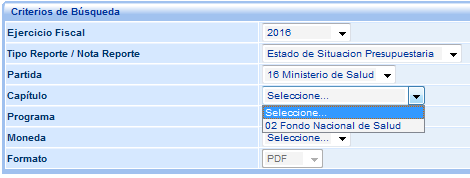 Criterios de Búsqueda
Ejercicio Fiscal 2016
Tipo Reporte / Nota Reporte Estado de Situacion Presupuestaria
Partida 16 Ministerio de Salud
Capítulo Seleccione...
Seleccione...
Programa 02 Fondo Nacional de Salud
Moneda Seleccione...
Formato PDF